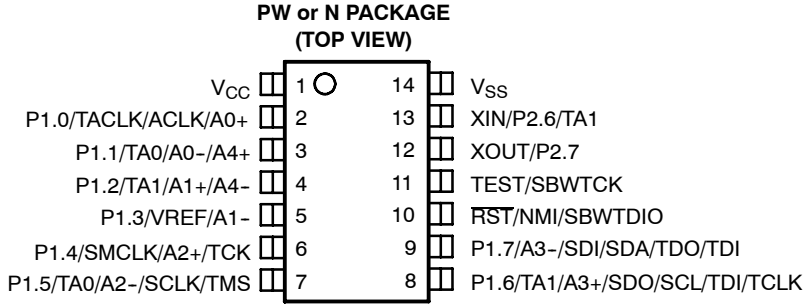 PW or N PACKAGE
(TOP VIEW)
VCC 1 14 VSS
P1.0/TACLK/ACLK/A0+ 2 13 XIN/P2.6/TA1
P1.1/TA0/A0-/A4+ 3 12 XOUT/P2.7
P1.2/TA1/A1+/A4- 4 11 TEST/SBWTCK
P1.3/VREF/A1- 5 10 R̅S̅T̅/NMI/SBWTDIO
P1.4/SMCLK/A2+/TCK 6 9 P1.7/A3-/SDI/SDA/TDO/TDI
P1.5/TA0/A2-/SCLK/TMS 7 8 P1.6/TA1/A3+/SDO/SCL/TDI/TCLK